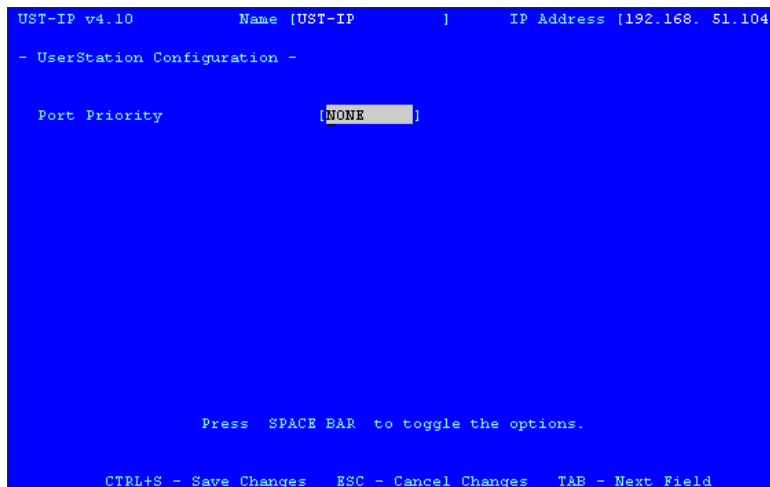 UST-IP v4.10 Name [UST-IP ] IP Address [192.168. 51.104
- UserStation Configuration -
Port Priority [NONE ]
Press SPACE BAR to toggle the options.
CTRL+S - Save Changes ESC - Cancel Changes TAB - Next Field